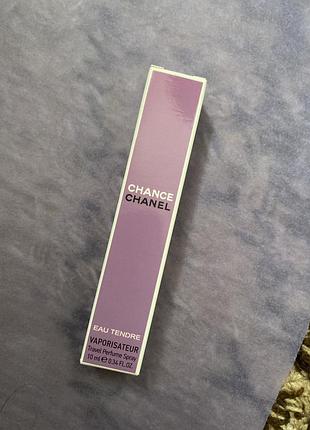 CHANCE
CHANEL
EAU TENDRE
VAPORISATEUR
Travel Perfume Spray
10 ml ℮ 0.34 FL.OZ